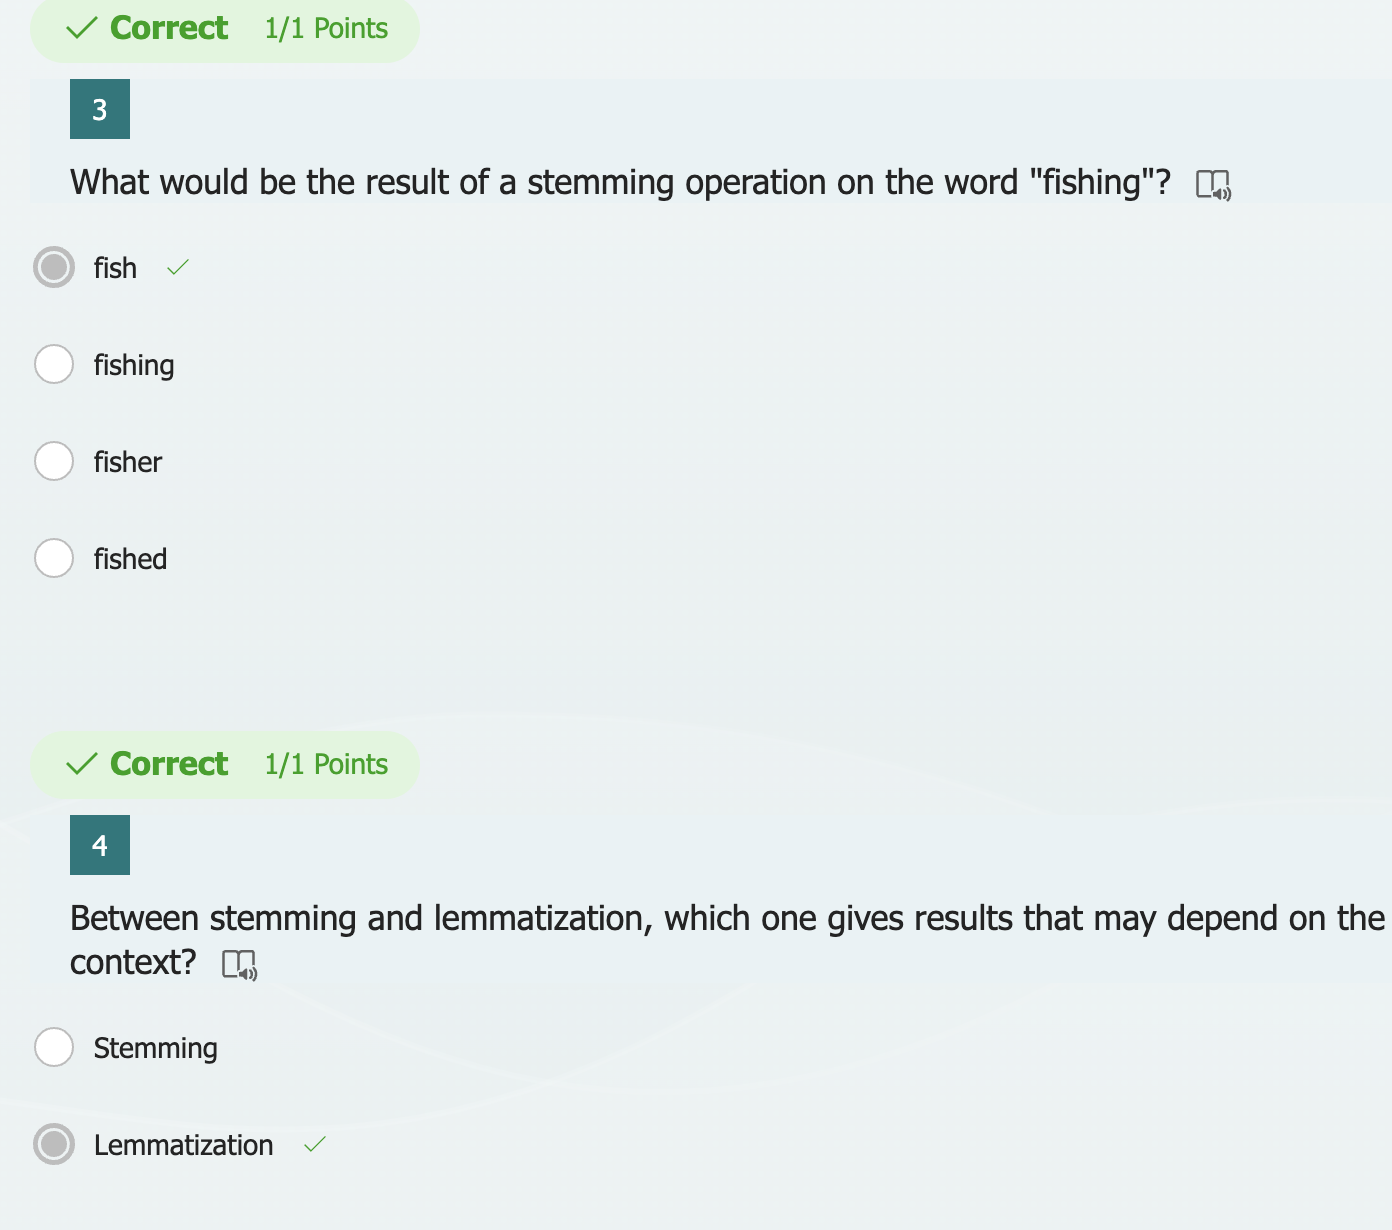 Correct 1/1 Points
3
What would be the result of a stemming operation on the word "fishing"?
fish
fishing
fisher
fished
Correct 1/1 Points
4
Between stemming and lemmatization, which one gives results that may depend on the
context?
Stemming
Lemmatization